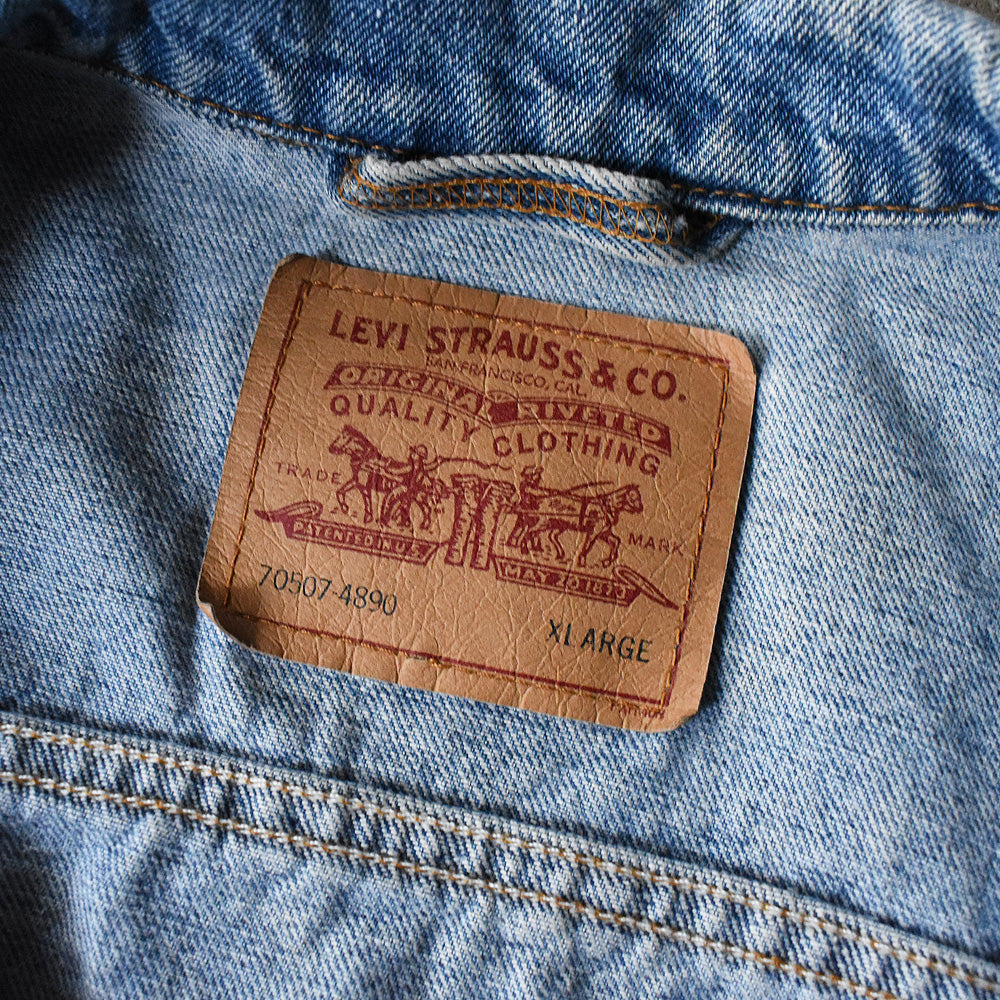 LEVI STRAUSS & CO.
SAN FRANCISCO, CAL.
ORIGINAL RIVETED
QUALITY CLOTHING
TRADE MARK
PATENTED IN U.S. MAY 20 1873
70507-4890
XLARGE